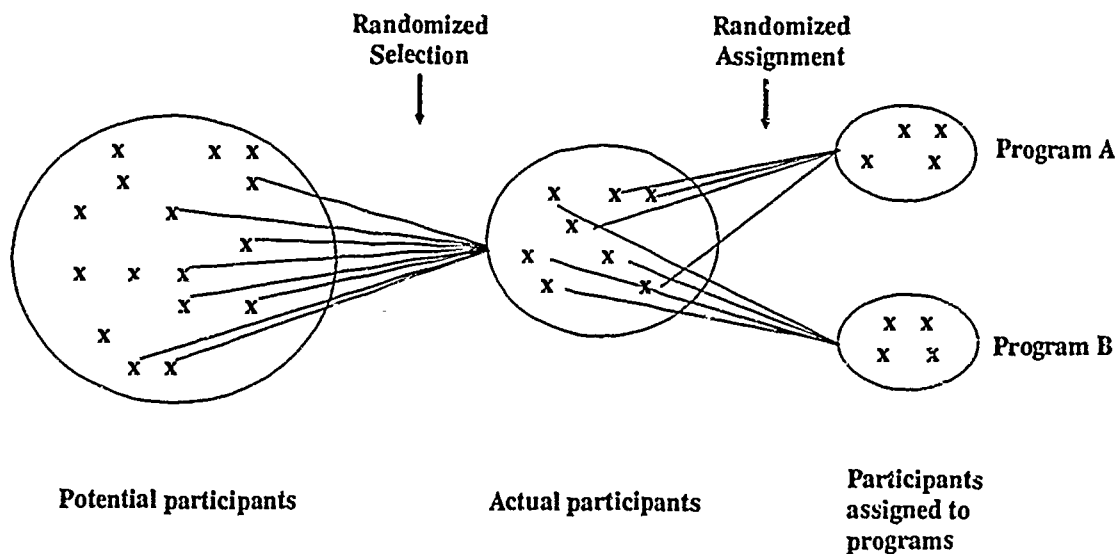 Randomized
Selection
Randomized
Assignment
x x x
x x
x x
x
x x x
x x
x
x x
x x x
x
x x
x x
x x
x x
Program A
x x
x x
Program B
Potential participants
Actual participants
Participants
assigned to
programs